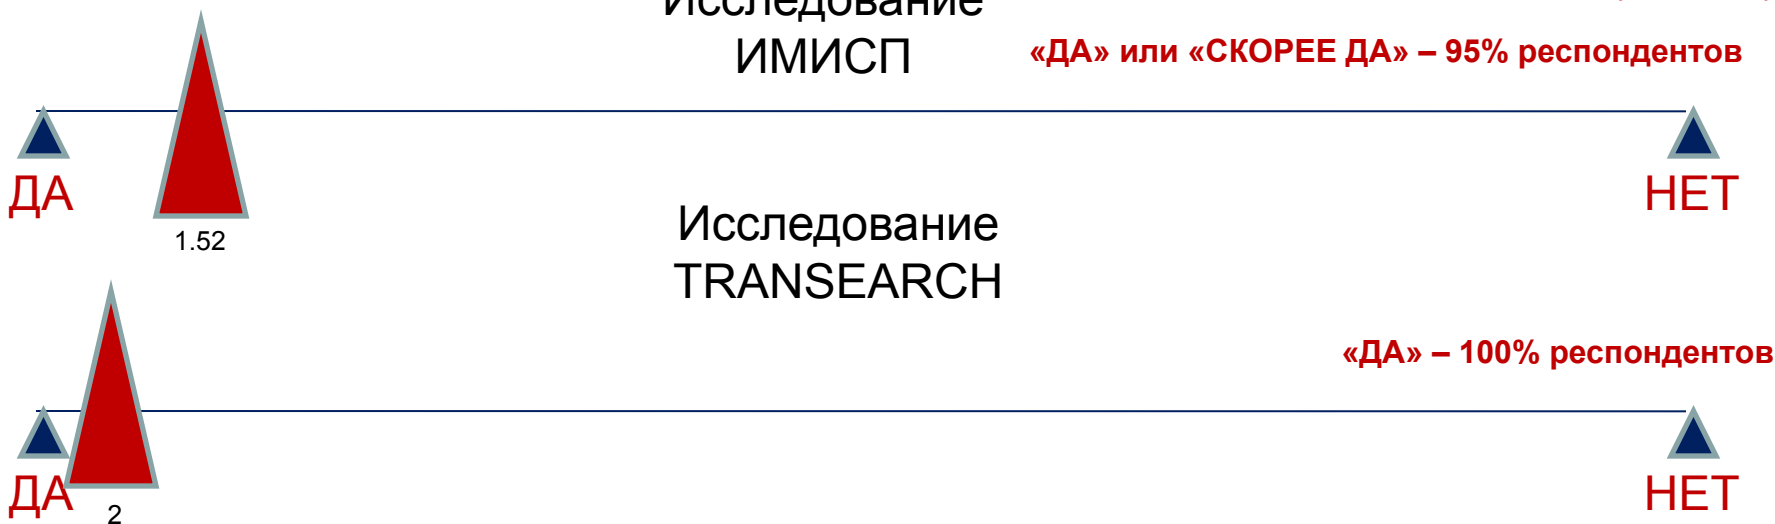 Исследование
ИМИСП
«ДА» или «СКОРЕЕ ДА» – 95% респондентов
ДА
НЕТ
1.52
Исследование
TRANSEARCH
«ДА» – 100% респондентов
ДА
НЕТ
2